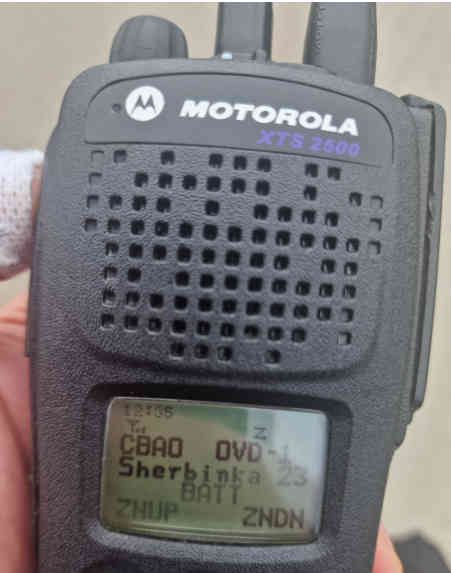 MOTOROLA
XTS 2500
12:35
Z
CBAO OVD-1
Sherbinka 23
BATT
ZNUP ZNDN